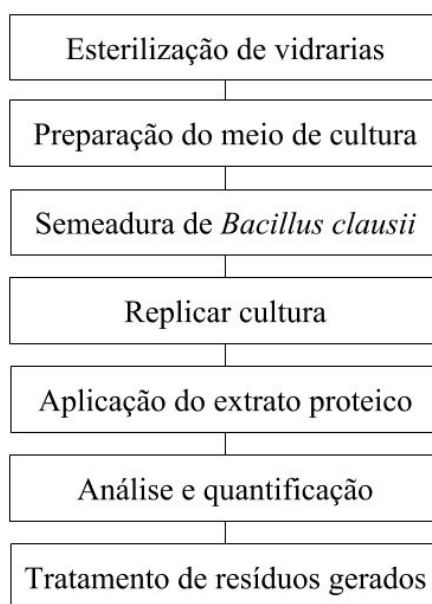 Esterilização de vidrarias
Preparação do meio de cultura
Semeadura de Bacillus clausii
Replicar cultura
Aplicação do extrato proteico
Análise e quantificação
Tratamento de resíduos gerados